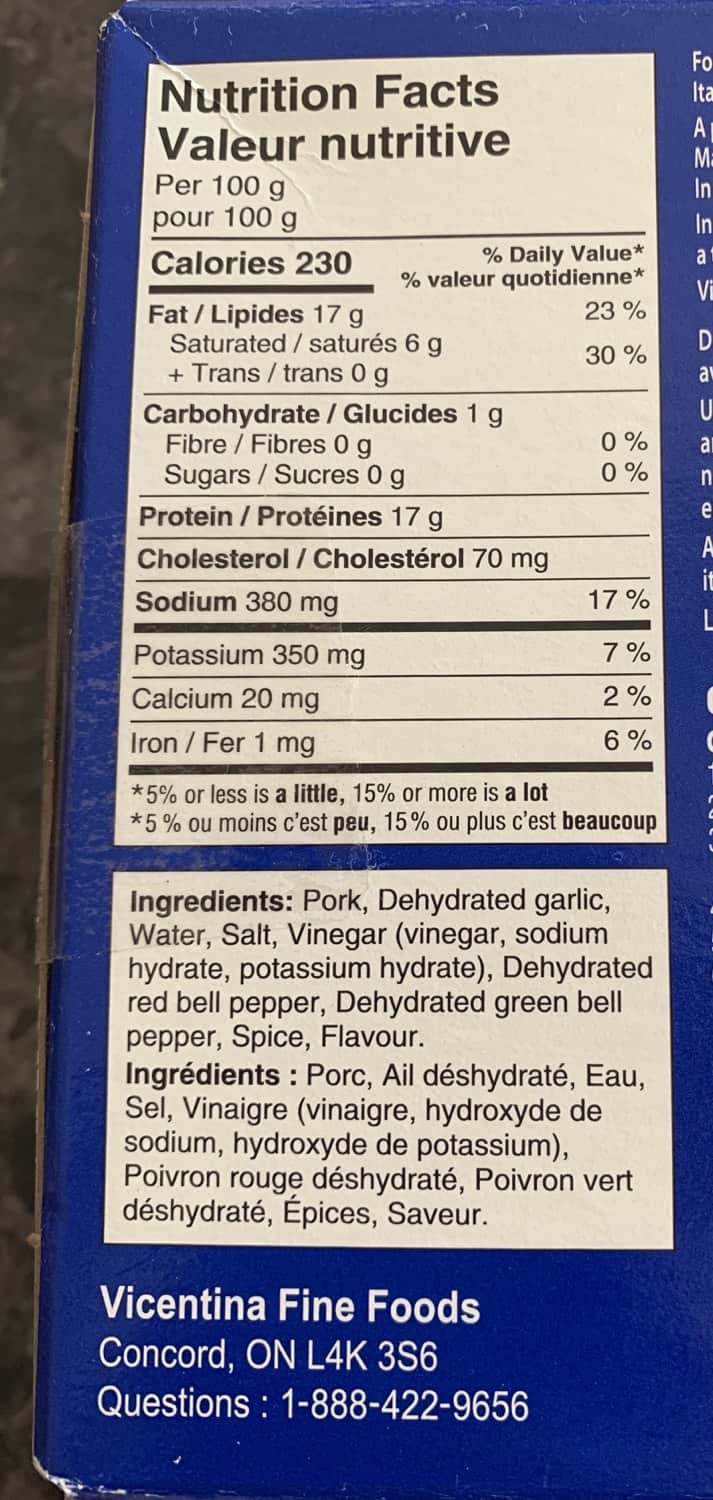 Nutrition Facts
Valeur nutritive
Per 100 g
pour 100 g
Calories 230
% Daily Value*
% valeur quotidienne*
Fat / Lipides 17 g 23 %
Saturated / saturés 6 g
+ Trans / trans 0 g 30 %
Carbohydrate / Glucides 1 g
Fibre / Fibres 0 g 0 %
Sugars / Sucres 0 g 0 %
Protein / Protéines 17 g
Cholesterol / Cholestérol 70 mg
Sodium 380 mg 17 %
Potassium 350 mg 7 %
Calcium 20 mg 2 %
Iron / Fer 1 mg 6 %
*5% or less is a little, 15% or more is a lot
*5 % ou moins c'est peu, 15% ou plus c'est beaucoup
Ingredients: Pork, Dehydrated garlic,
Water, Salt, Vinegar (vinegar, sodium
hydrate, potassium hydrate), Dehydrated
red bell pepper, Dehydrated green bell
pepper, Spice, Flavour.
Ingrédients : Porc, Ail déshydraté, Eau,
Sel, Vinaigre (vinaigre, hydroxyde de
sodium, hydroxyde de potassium),
Poivron rouge déshydraté, Poivron vert
déshydraté, Épices, Saveur.
Vicentina Fine Foods
Concord, ON L4K 3S6
Questions : 1-888-422-9656